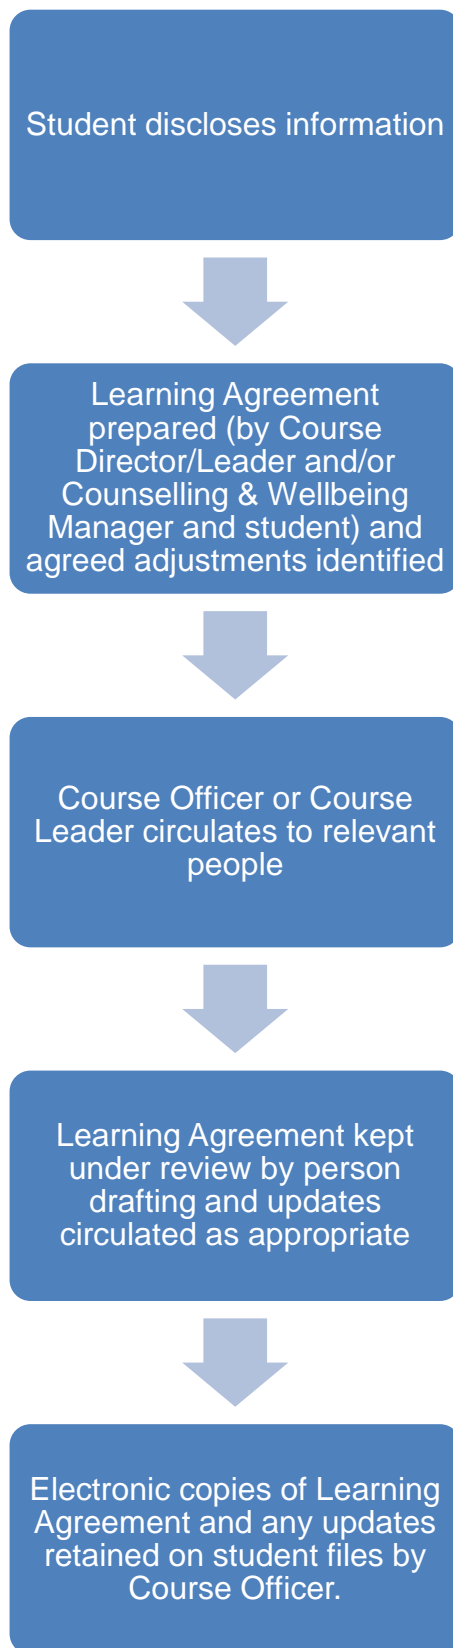 Student discloses information
Learning Agreement
prepared (by Course
Director/Leader and/or
Counselling & Wellbeing
Manager and student) and
agreed adjustments identified
Course Officer or Course
Leader circulates to relevant
people
Learning Agreement kept
under review by person
drafting and updates
circulated as appropriate
Electronic copies of Learning
Agreement and any updates
retained on student files by
Course Officer.